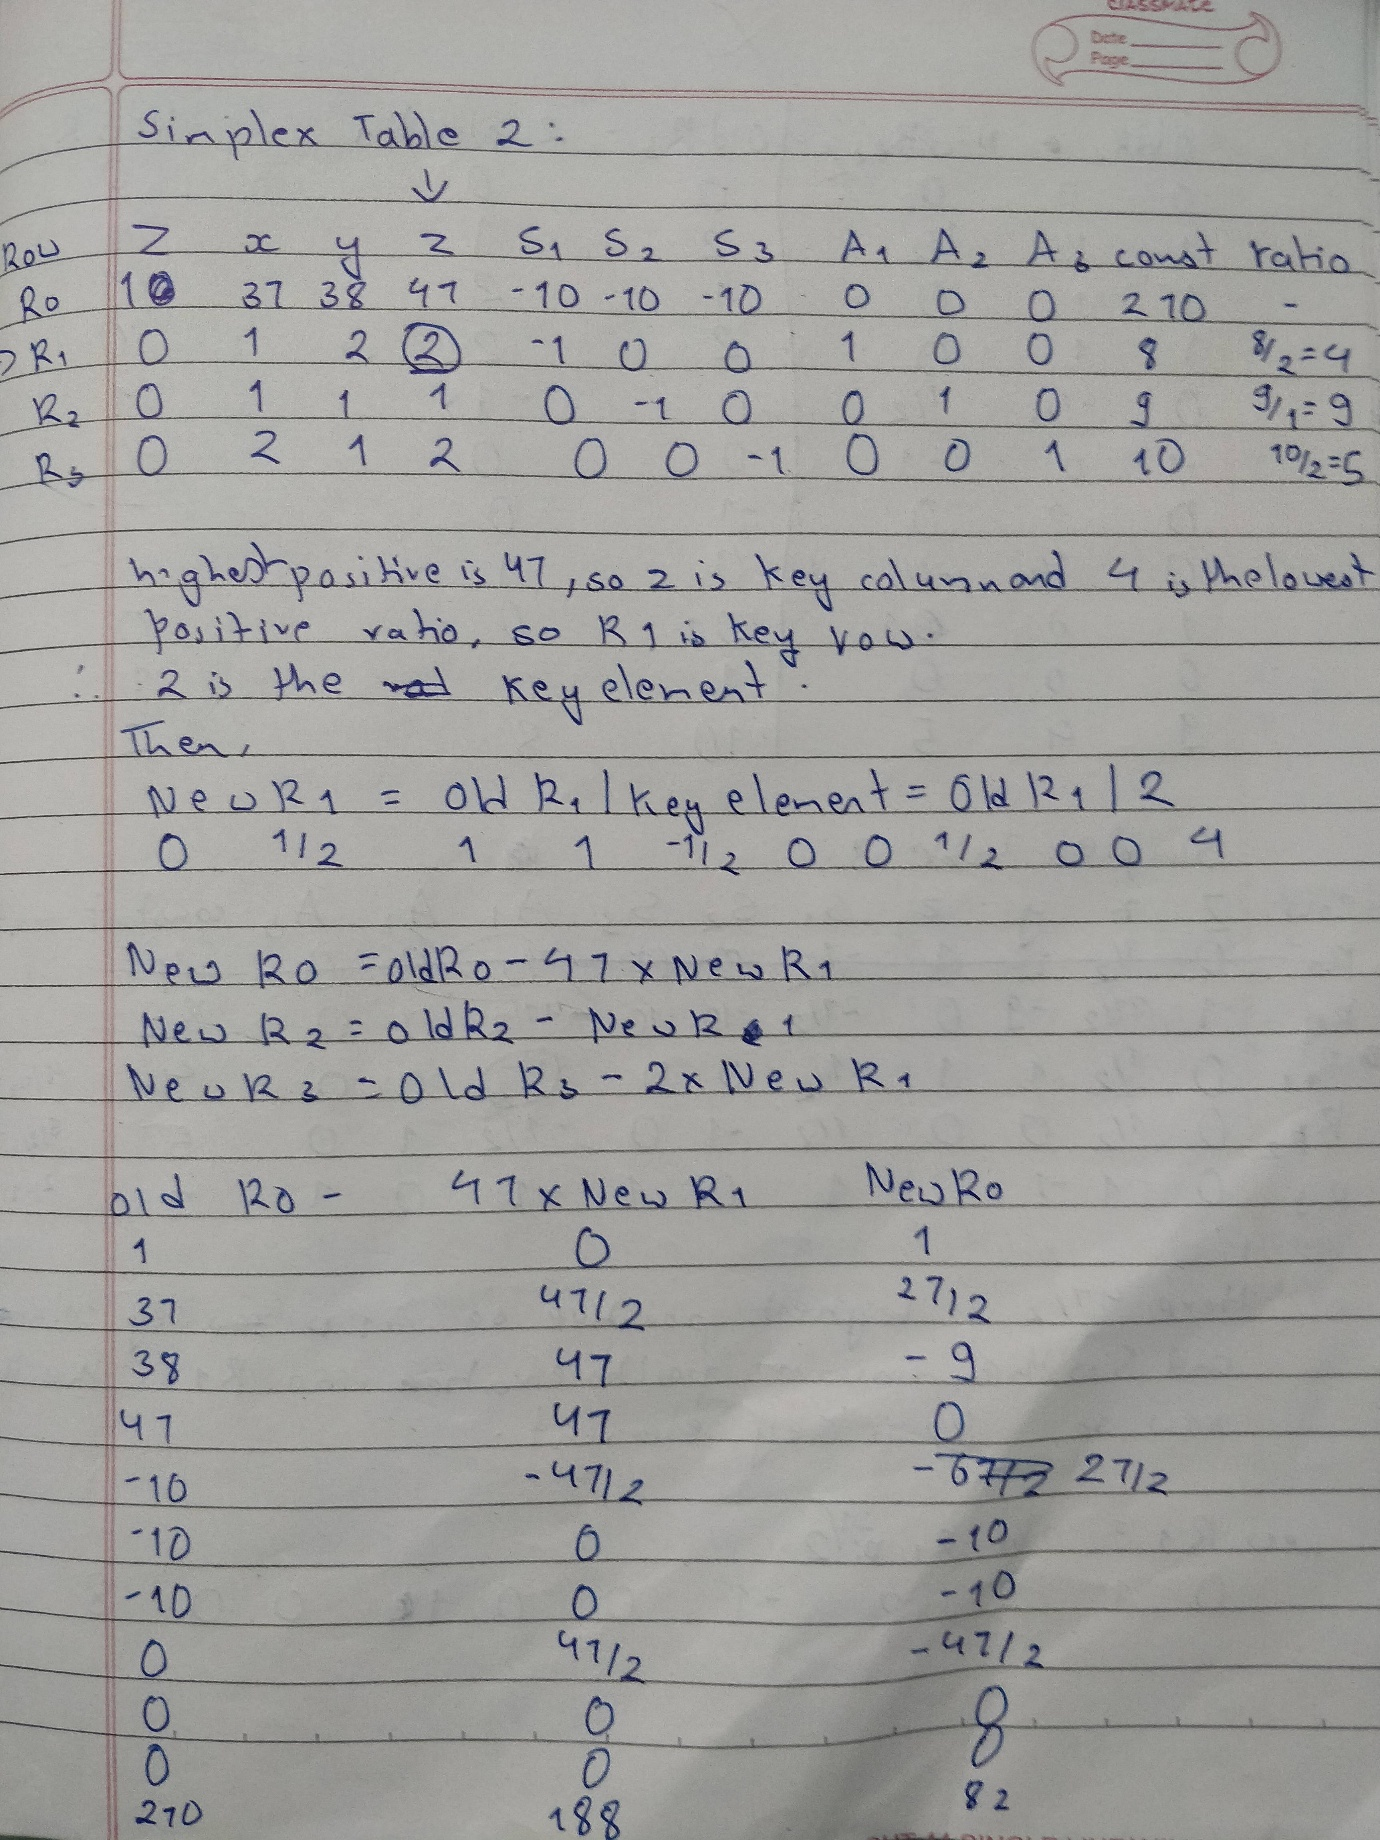 CLASSMATE
Date
Page
Simplex Table 2:
↓
Row Z x y z S1 S2 S3 A1 A2 A3 const ratio
R0 1 37 38 47 -10 -10 -10 0 0 0 270 -
→ R1 0 1 2 2 -1 0 0 1 0 0 8 8/2=4
R2 0 1 1 1 0 -1 0 0 1 0 9 9/1=9
R3 0 2 1 2 0 0 -1 0 0 1 10 10/2=5
highest positive is 47, so z is key column and 4 is the lowest
positive ratio, so R1 is key row.
∴ 2 is the key element.
Then,
New R1 = Old R1 / key element = Old R1 / 2
0 1/2 1 1 -1/2 0 0 1/2 0 0 4
New R0 = old R0 - 47 x New R1
New R2 = old R2 - New R1
New R3 = Old R3 - 2 x New R1
old R0 - 47 x New R1 New R0
1 0 1
37 47/2 27/2
38 47 -9
47 47 0
-10 -47/2 27/2
-10 0 -10
-10 0 -10
0 47/2 -47/2
0 0 0
0 0 0
270 188 82